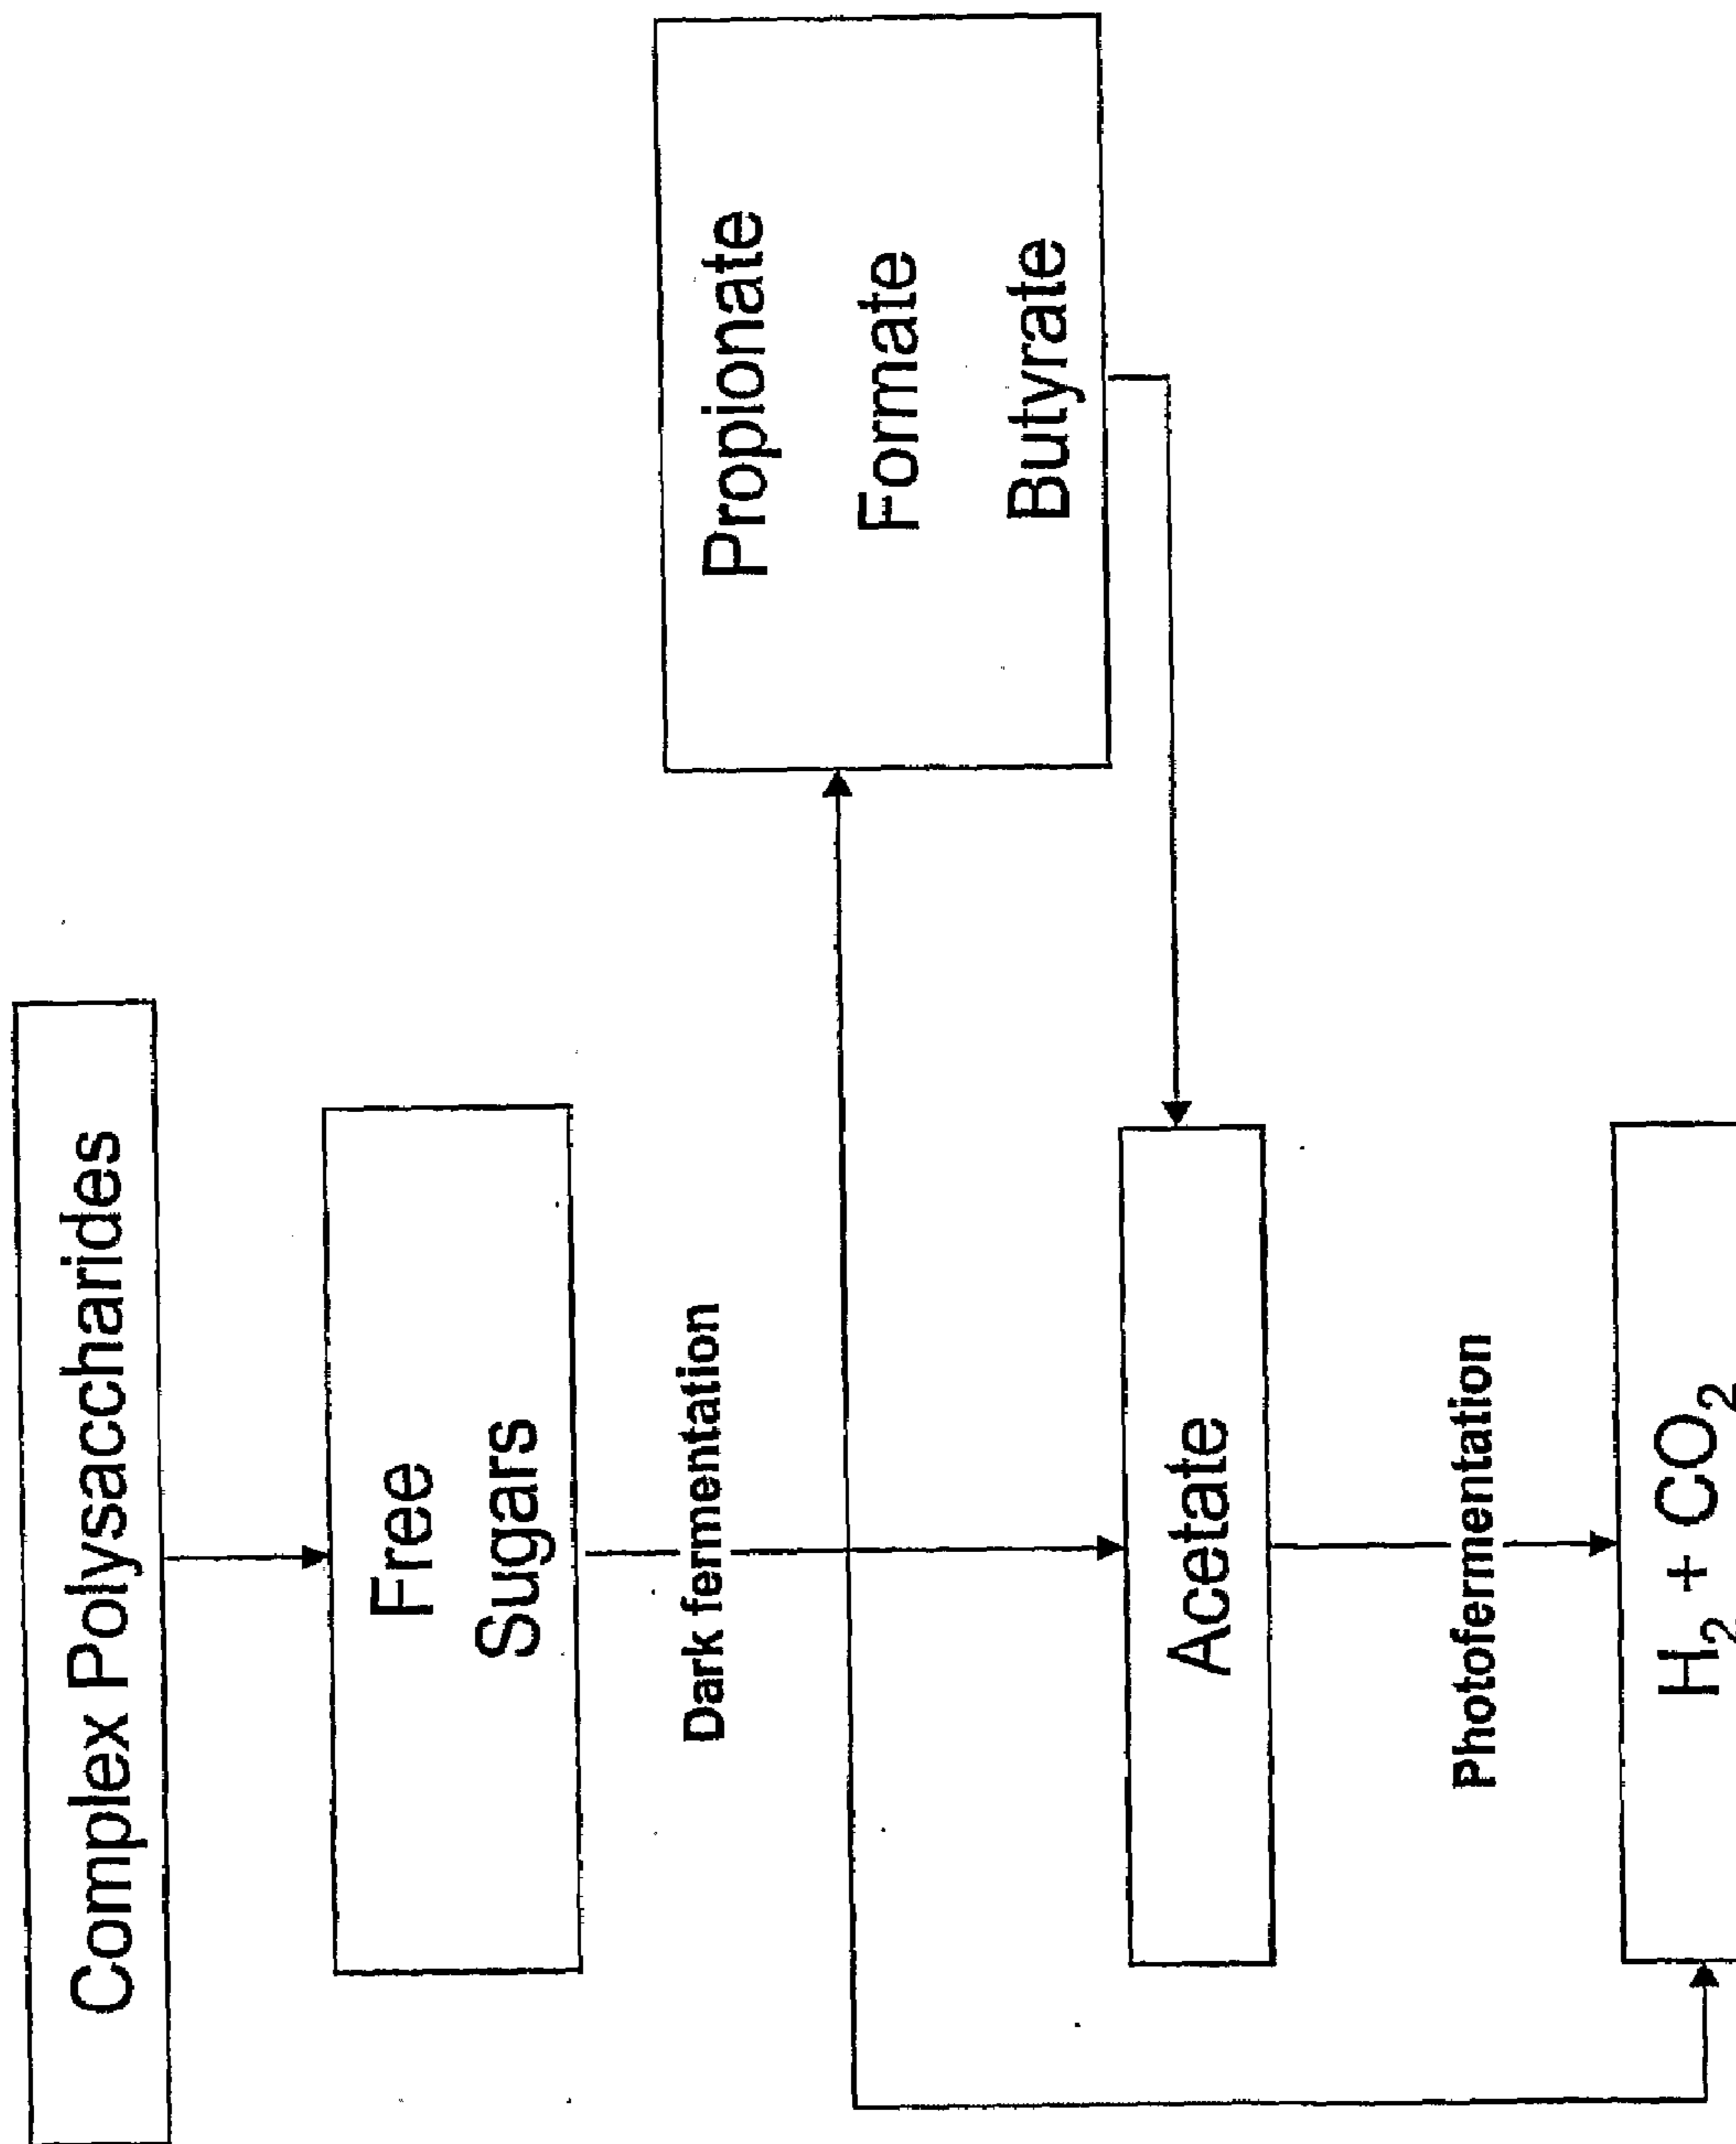 Complex Polysaccharides
Free
Sugars
Dark fermentation
Propionate
Formate
Butyrate
Acetate
Photofermentation
H₂ + CO₂